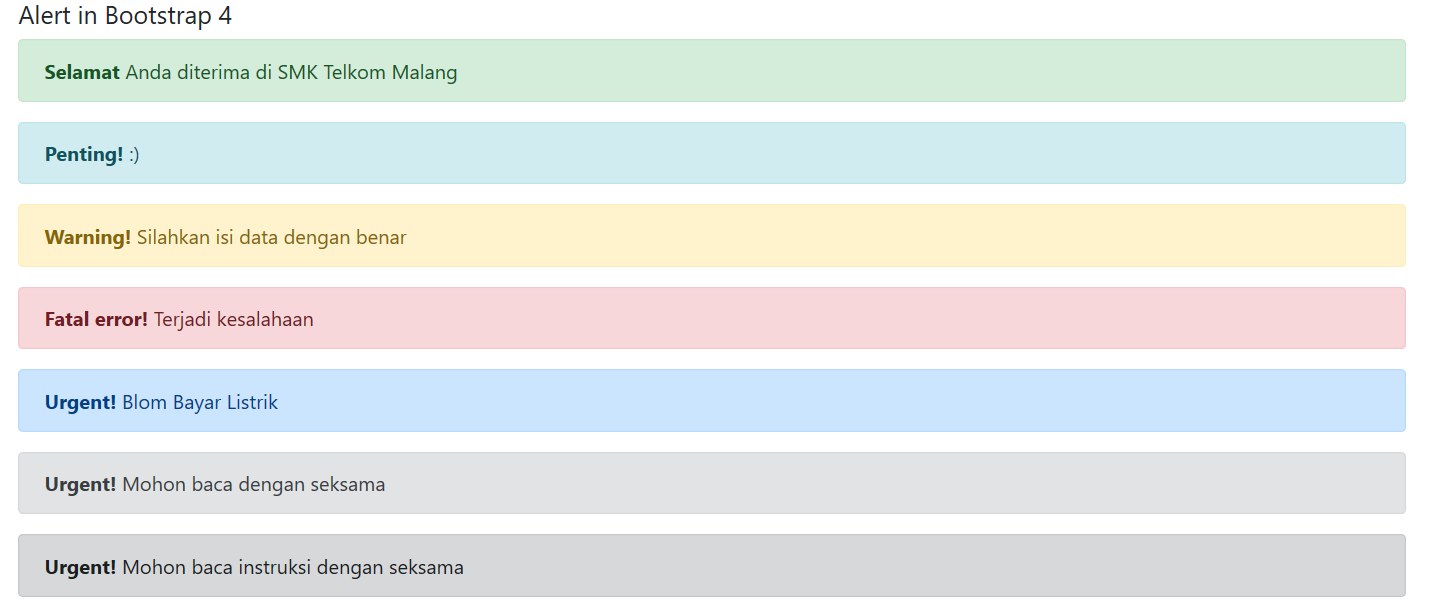 Alert in Bootstrap 4
Selamat Anda diterima di SMK Telkom Malang
Penting! :)
Warning! Silahkan isi data dengan benar
Fatal error! Terjadi kesalahaan
Urgent! Blom Bayar Listrik
Urgent! Mohon baca dengan seksama
Urgent! Mohon baca instruksi dengan seksama